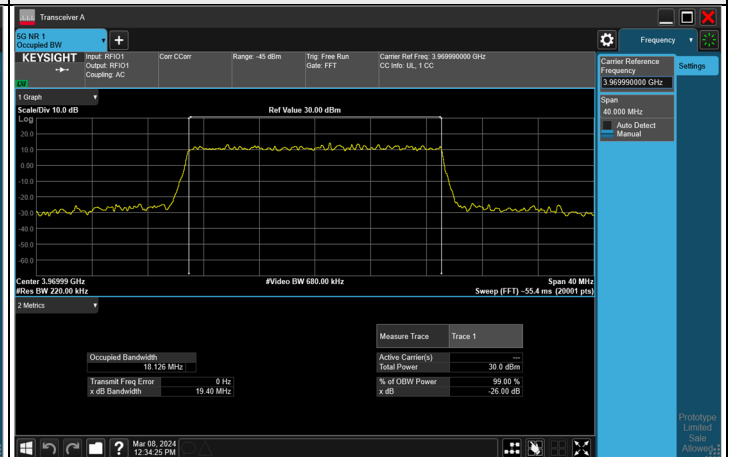 Transceiver A
5G NR 1
Occupied BW
Frequency
KEYSIGHT
Input: RFIO1
Output: RFIO1
Coupling: AC
Corr CCorr
Range: -45 dBm
Trig: Free Run
Gate: FFT
Carrier Ref Freq: 3.969990000 GHz
CC Info: UL, 1 CC
Carrier Reference
Frequency
3.969990000 GHz
Settings
Span
40.000 MHz
Auto Detect
Manual
1 Graph
Scale/Div 10.0 dB
Ref Value 30.00 dBm
Log
20.0
10.0
0.00
-10.0
-20.0
-30.0
-40.0
-50.0
-60.0
Center 3.96999 GHz
#Video BW 680.00 kHz
Span 40 MHz
#Res BW 220.00 kHz
Sweep (FTT) ~55.4 ms (20001 pts)
2 Metrics
Measure Trace
Trace 1
Occupied Bandwidth
18.126 MHz
Active Carrier(s)
---
Total Power
30.0 dBm
Transmit Freq Error
0 Hz
x dB Bandwidth
19.40 MHz
% of OBW Power
99.00 %
x dB
-26.00 dB
Prototype
Limited
Sale
Allowed
?
Mar 08, 2024
12:34:25 PM